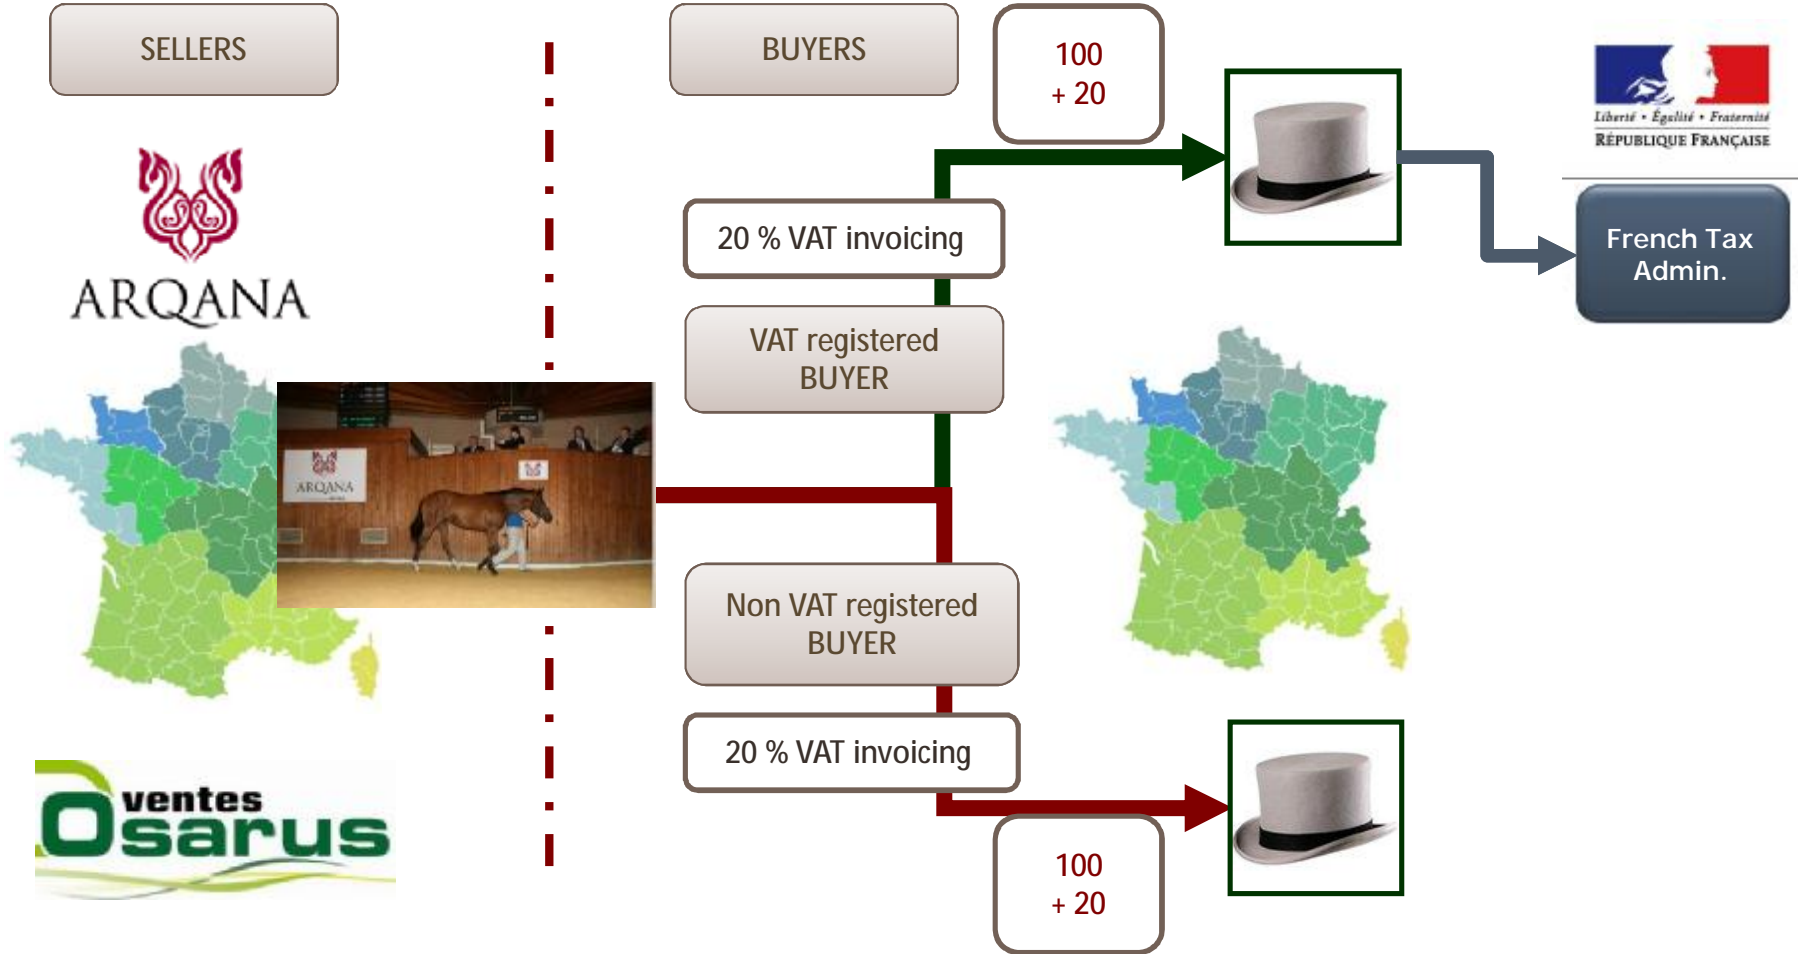 SELLERS
BUYERS
100
+ 20
Liberté • Égalité • Fraternité
RÉPUBLIQUE FRANÇAISE
ARQANA
20 % VAT invoicing
French Tax
Admin.
VAT registered
BUYER
ARQANA
Non VAT registered
BUYER
20 % VAT invoicing
ventes
Osarus
100
+ 20